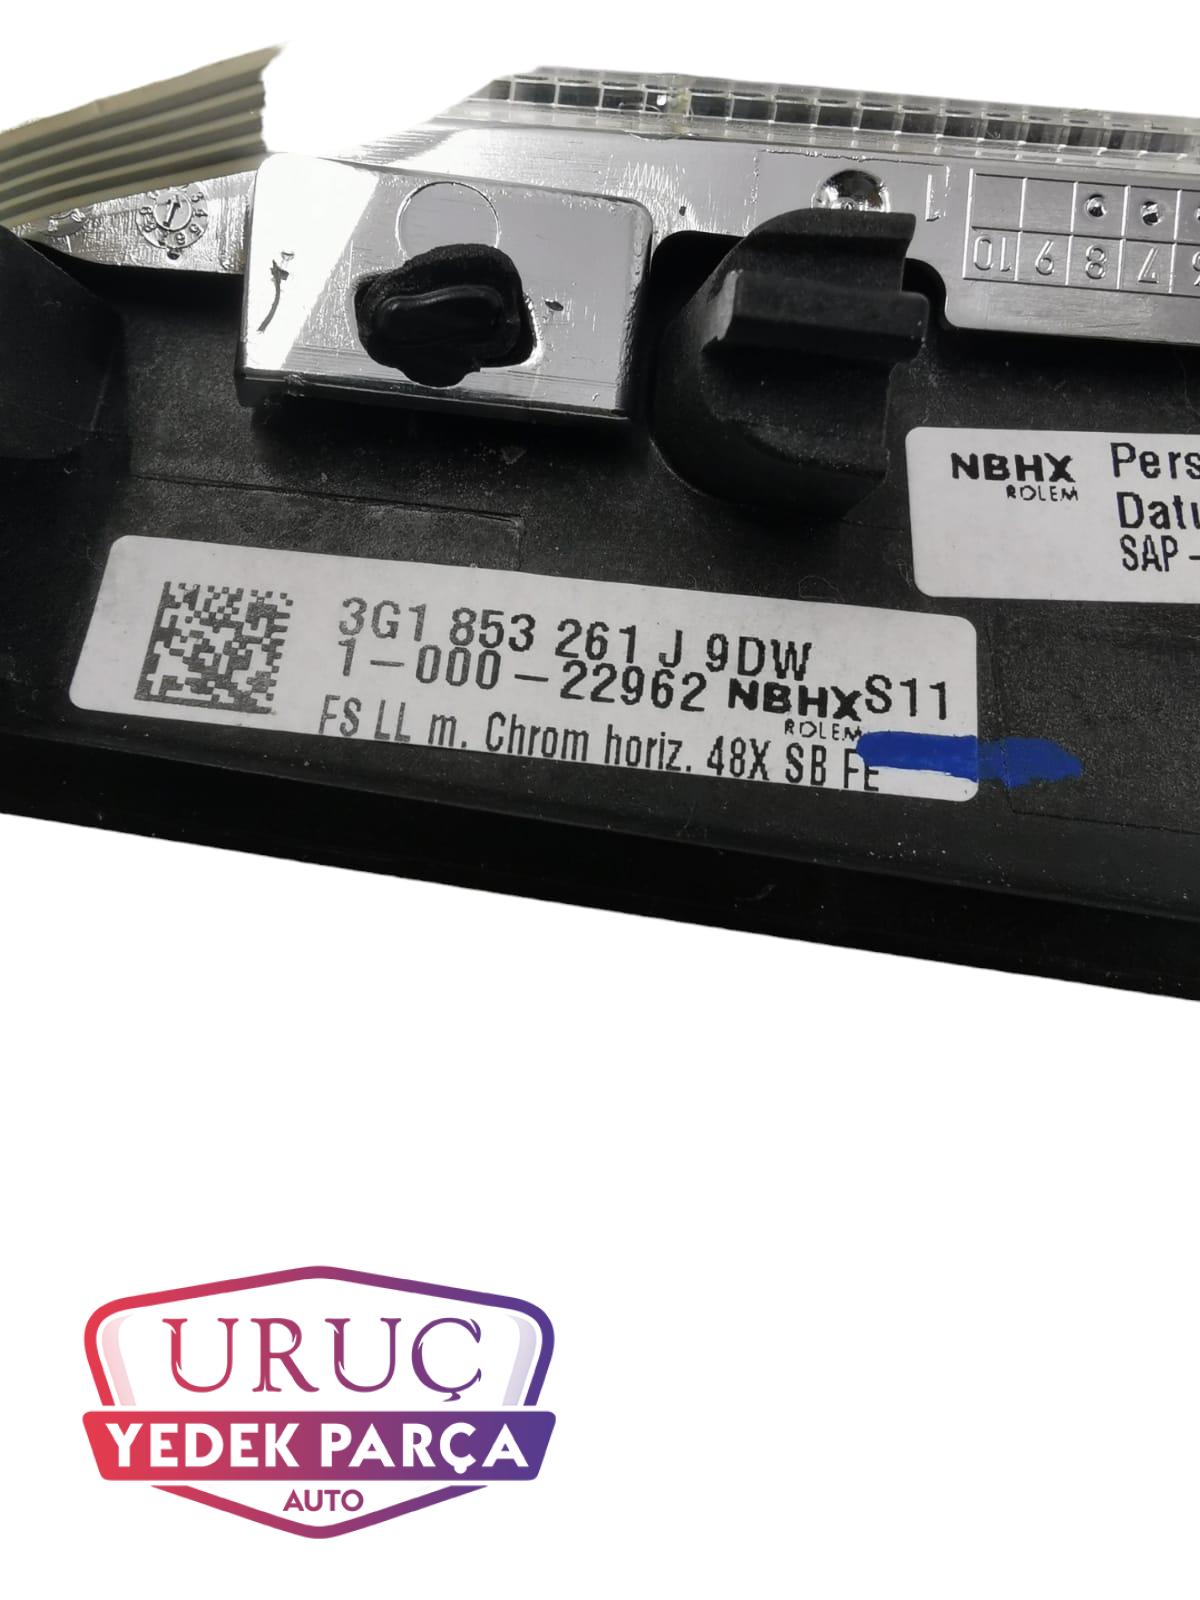 1
10 9 8 7
NBHX
ROLEM
Pers
Datu
SAP -
3G1 853 261 J 9DW
1-000-22962 NBHX S11
ROLEM
FS LL m. Chrom horiz. 48X SB FE
URUÇ
YEDEK PARÇA
AUTO